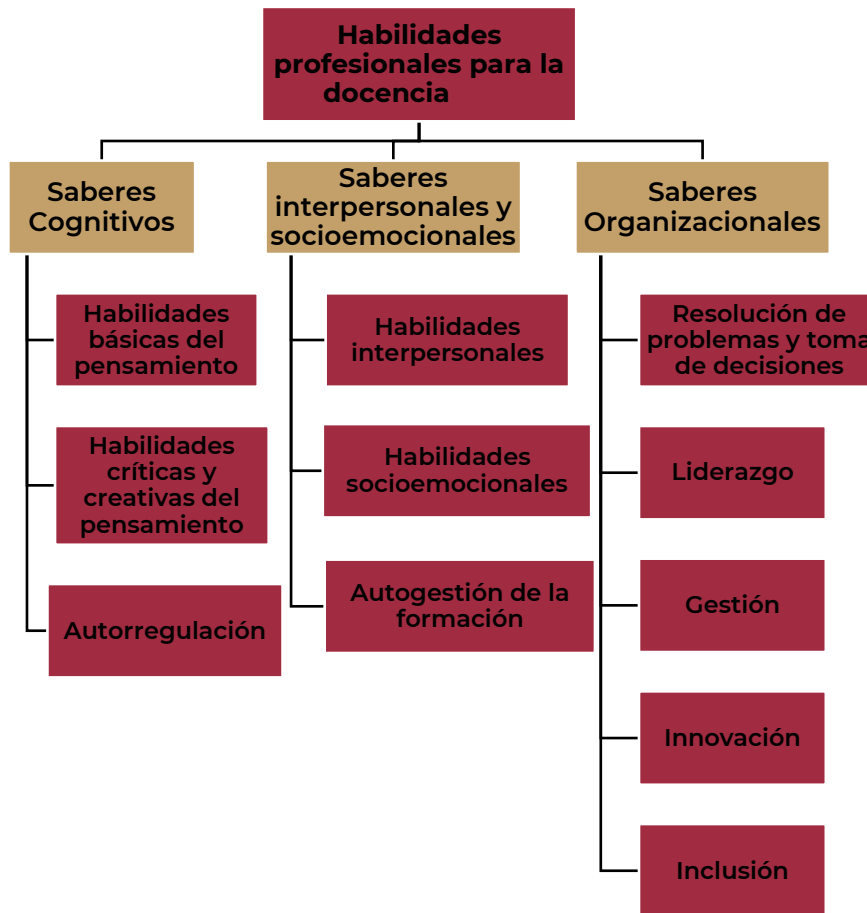 Habilidades
profesionales para la
docencia
Saberes
Cognitivos
Habilidades
básicas del
pensamiento
Habilidades
críticas y
creativas del
pensamiento
Autorregulación
Saberes
interpersonales y
socioemocionales
Habilidades
interpersonales
Habilidades
socioemocionales
Autogestión de la
formación
Saberes
Organizacionales
Resolución de
problemas y toma
de decisiones
Liderazgo
Gestión
Innovación
Inclusión